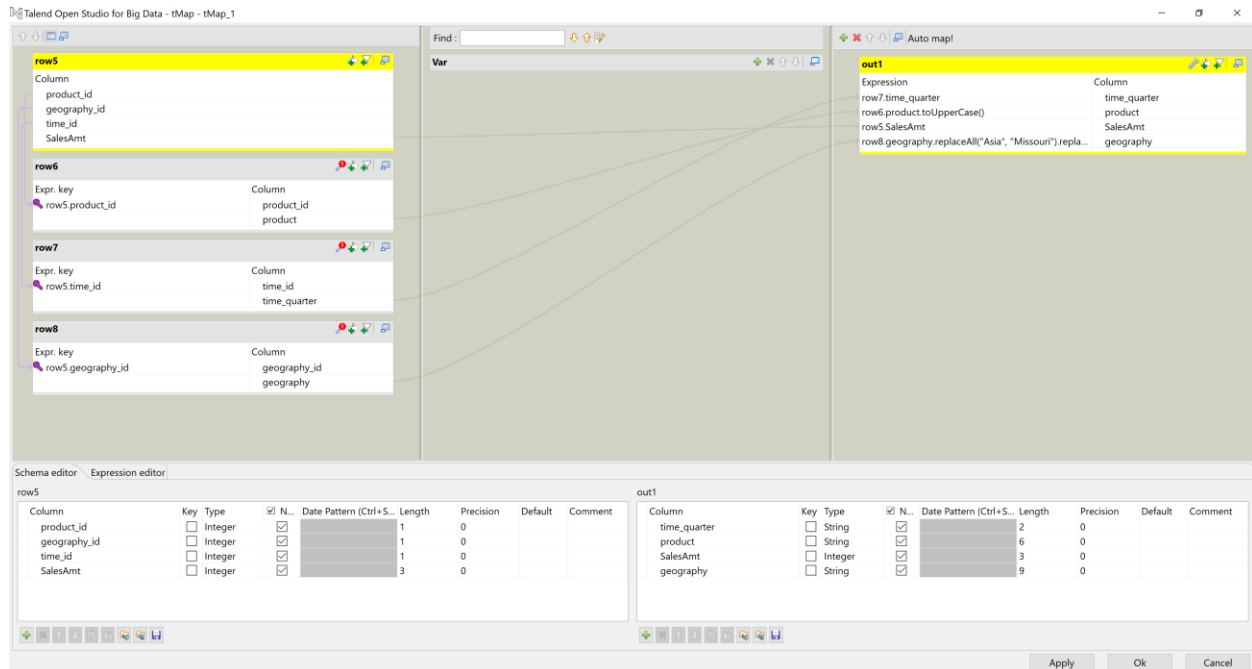 Talend Open Studio for Big Data - tMap - tMap_1
Find :
Auto map!
row5
Column
product_id
geography_id
time_id
SalesAmt
row6
Expr. key Column
row5.product_id product_id
product
row7
Expr. key Column
row5.time_id time_id
time_quarter
row8
Expr. key Column
row5.geography_id geography_id
geography
Var
out1
Expression Column
row7.time_quarter time_quarter
row6.product.toUpperCase() product
row5.SalesAmt SalesAmt
row8.geography.replaceAll("Asia", "Missouri").repla... geography
Schema editor Expression editor
row5
Column Key Type N... Date Pattern (Ctrl+S... Length Precision Default Comment
product_id Integer 1 0
geography_id Integer 1 0
time_id Integer 1 0
SalesAmt Integer 3 0
out1
Column Key Type N... Date Pattern (Ctrl+S... Length Precision Default Comment
time_quarter String 2 0
product String 6 0
SalesAmt Integer 3 0
geography String 9 0
Apply Ok Cancel